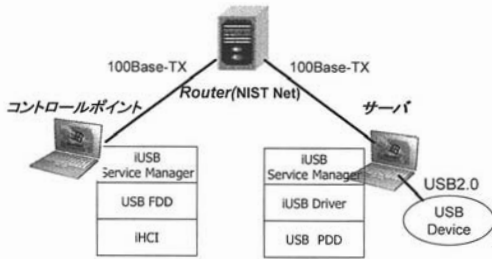 100Base-TX
100Base-TX
Router(NIST Net)
コントロールポイント
サーバ
iUSB
Service Manager
USB FDD
iHCI
iUSB
Service Manager
iUSB Driver
USB PDD
USB2.0
USB
Device